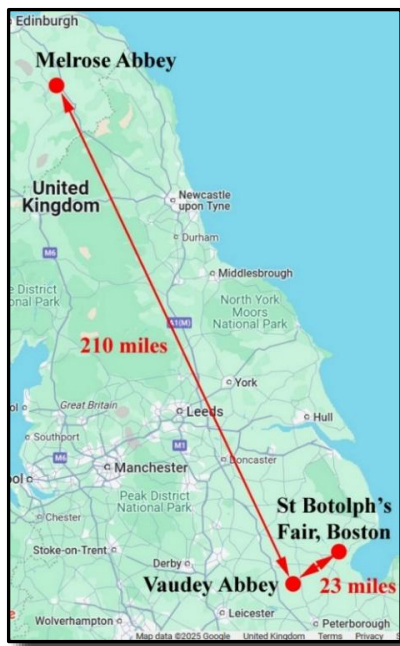 Edinburgh
Melrose Abbey
United
Kingdom
Newcastle
upon Tyne
Durham
M6
Middlesbrough
e District
onal Park
North York
Moors
National Park
A1(M)
210 miles
York
Great Britain
Leeds
Hull
ol
Southport
M1
M6
Doncaster
Manchester
ool
Peak District
National Park
St Botolph's
Fair, Boston
Chester
Stoke-on-Trent
Derby
Vaudey Abbey
23 miles
e
Leicester
Wolverhampton
Peterborough
Map data ©2025 Google United Kingdom Terms Privacy S